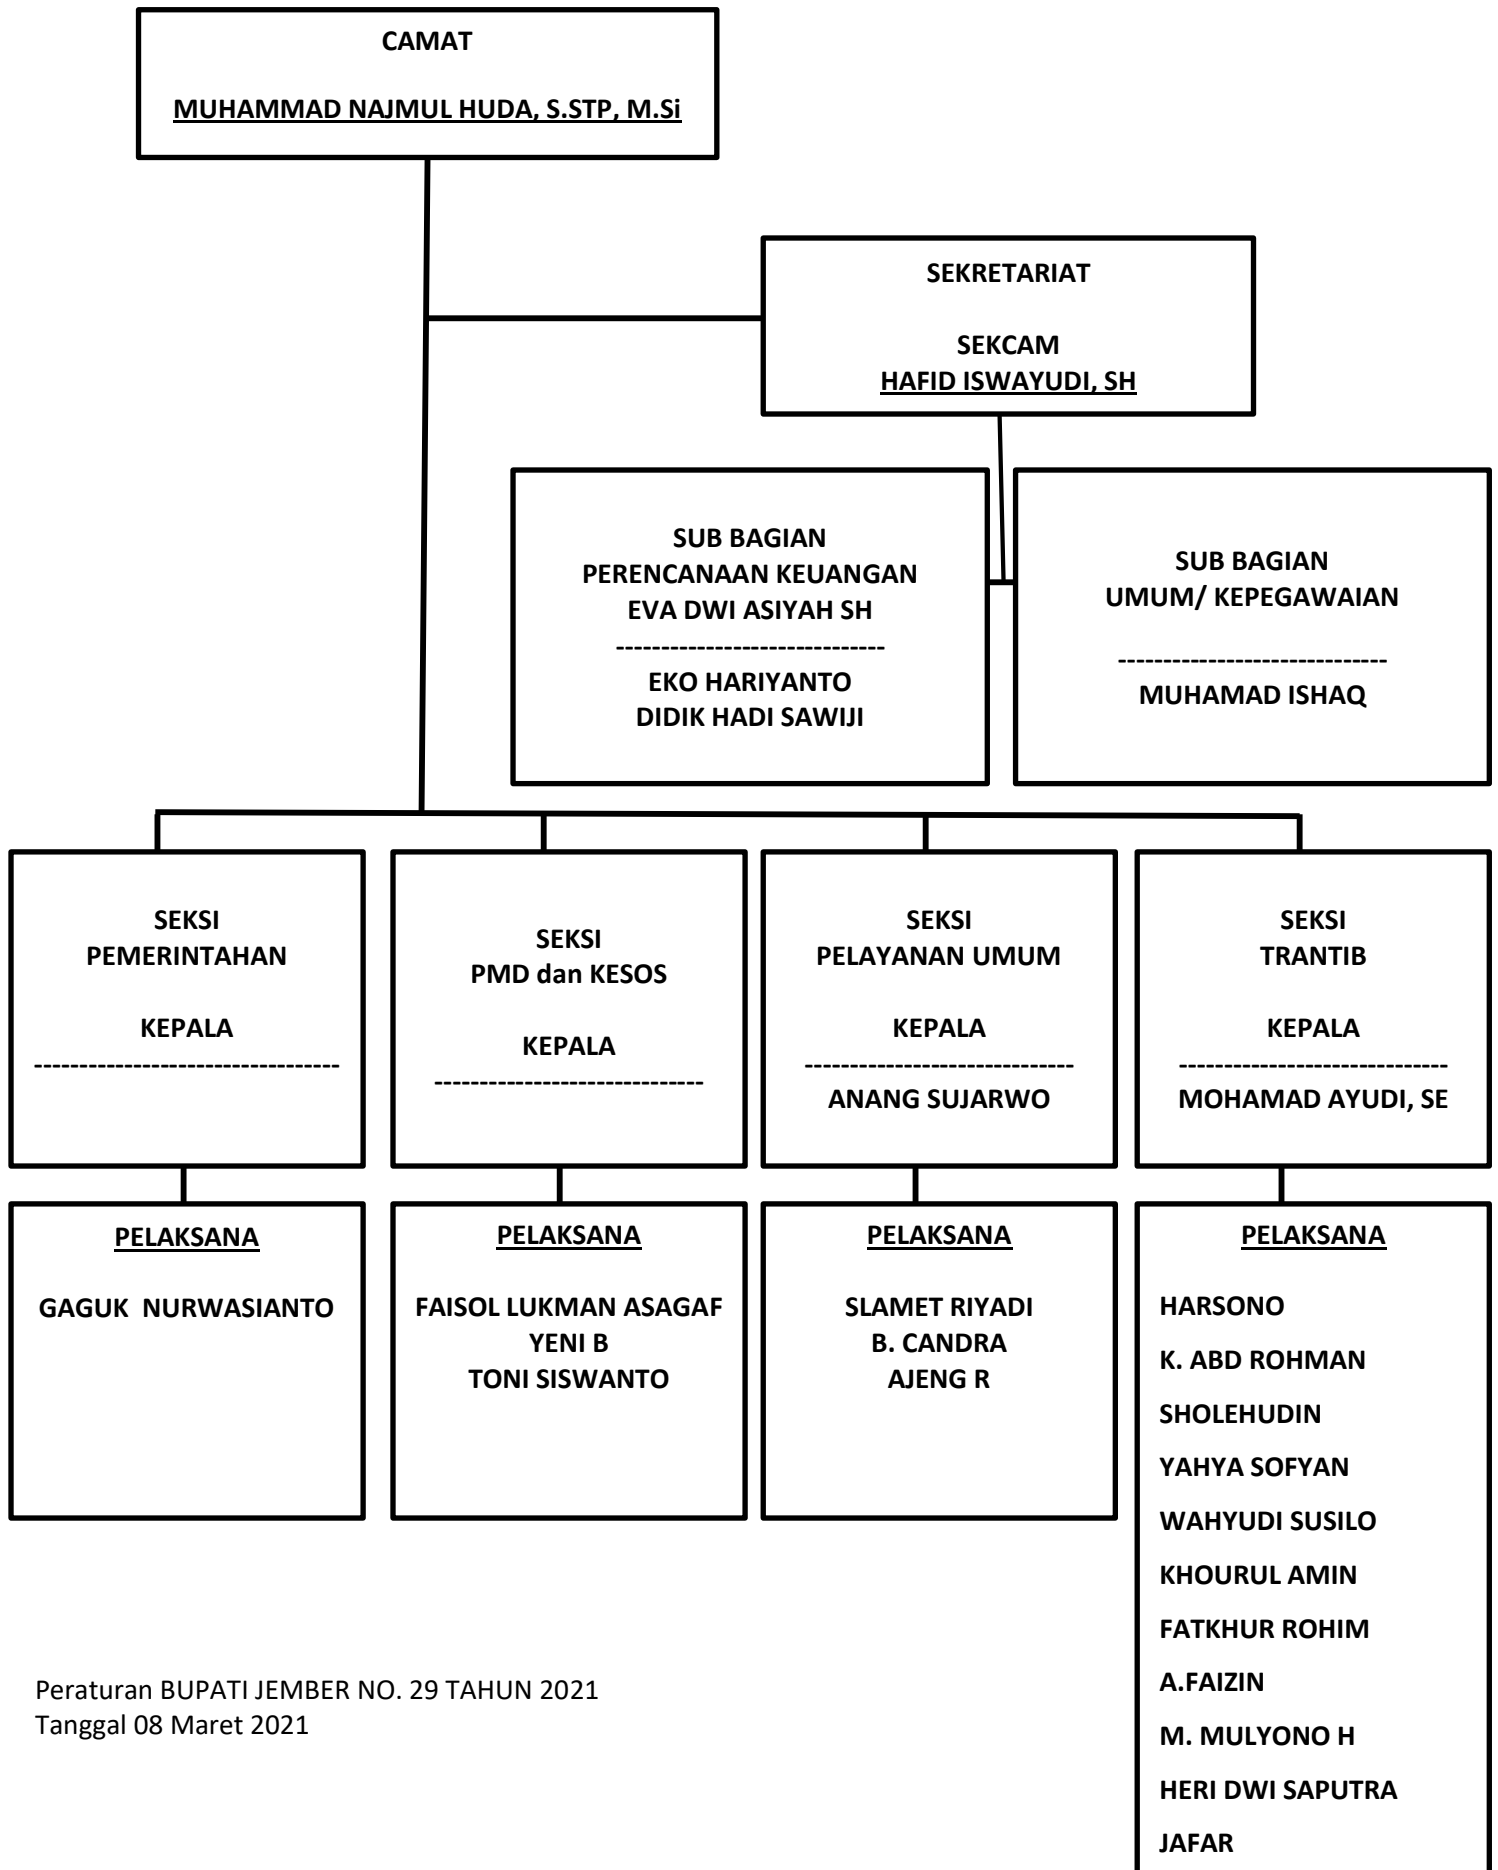 CAMAT
MUHAMMAD NAJMUL HUDA, S.STP, M.Si
SEKRETARIAT
SEKCAM
HAFID ISWAYUDI, SH
SUB BAGIAN
PERENCANAAN KEUANGAN
EVA DWI ASIYAH SH
------------------------------
EKO HARIYANTO
DIDIK HADI SAWIJI
SUB BAGIAN
UMUM/ KEPEGAWAIAN
------------------------------
MUHAMAD ISHAQ
SEKSI
PEMERINTAHAN
KEPALA
----------------------------------
SEKSI
PMD dan KESOS
KEPALA
------------------------------
SEKSI
PELAYANAN UMUM
KEPALA
------------------------------
ANANG SUJARWO
SEKSI
TRANTIB
KEPALA
------------------------------
MOHAMAD AYUDI, SE
PELAKSANA
GAGUK  NURWASIANTO
PELAKSANA
FAISOL LUKMAN ASAGAF
YENI B
TONI SISWANTO
PELAKSANA
SLAMET RIYADI
B. CANDRA
AJENG R
PELAKSANA
HARSONO
K. ABD ROHMAN
SHOLEHUDIN
YAHYA SOFYAN
WAHYUDI SUSILO
KHOURUL AMIN
FATKHUR ROHIM
A.FAIZIN
M. MULYONO H
HERI DWI SAPUTRA
JAFAR
Peraturan BUPATI JEMBER NO. 29 TAHUN 2021
Tanggal 08 Maret 2021